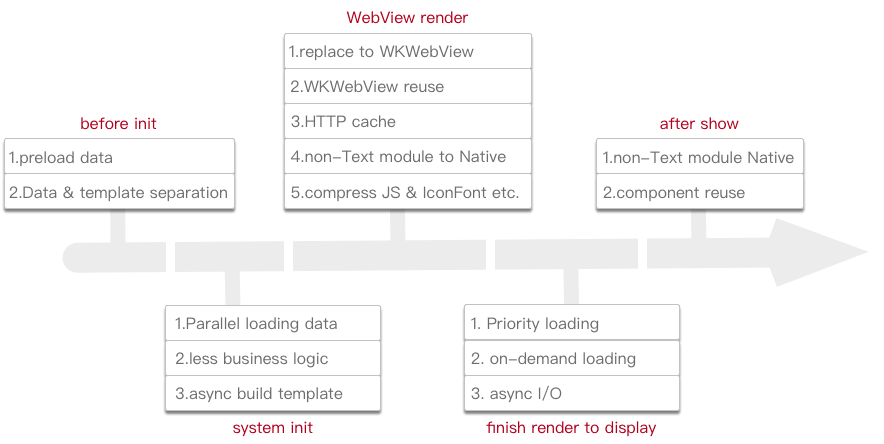 WebView render
1.replace to WKWebView
2.WKWebView reuse
3.HTTP cache
4.non-Text module to Native
5.compress JS & IconFont etc.
before init
1.preload data
2.Data & template separation
after show
1.non-Text module Native
2.component reuse
1.Parallel loading data
2.less business logic
3.async build template
system init
1. Priority loading
2. on-demand loading
3. async I/O
finish render to display